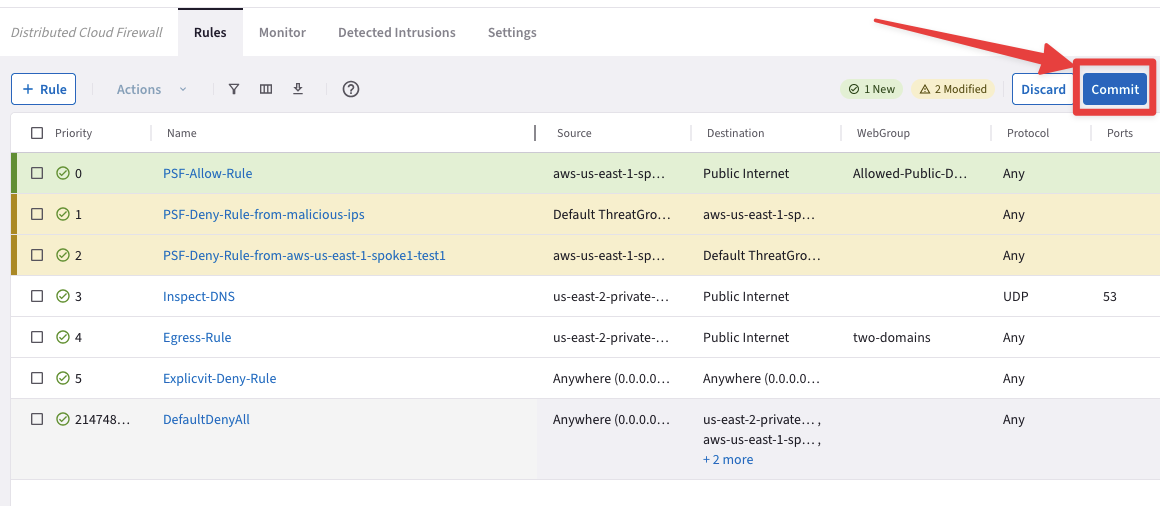 Distributed Cloud Firewall Rules Monitor Detected Intrusions Settings
+ Rule Actions 1 New 2 Modified Discard Commit
Priority Name Source Destination WebGroup Protocol Ports
0 PSF-Allow-Rule aws-us-east-1-sp... Public Internet Allowed-Public-D... Any
1 PSF-Deny-Rule-from-malicious-ips Default ThreatGro... aws-us-east-1-sp... Any
2 PSF-Deny-Rule-from-aws-us-east-1-spoke1-test1 aws-us-east-1-sp... Default ThreatGro... Any
3 Inspect-DNS us-east-2-private-... Public Internet UDP 53
4 Egress-Rule us-east-2-private-... Public Internet two-domains Any
5 Explicvit-Deny-Rule Anywhere (0.0.0.0... Anywhere (0.0.0.0... Any
214748... DefaultDenyAll Anywhere (0.0.0.0... us-east-2-private... , Any
aws-us-east-1-sp... ,
+ 2 more